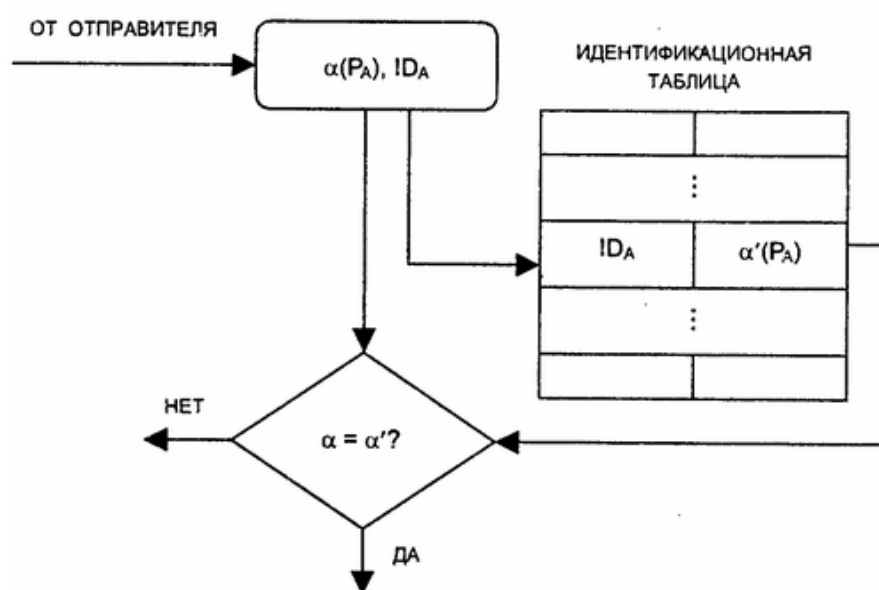 ОТ ОТПРАВИТЕЛЯ
α(PA), IDA
ИДЕНТИФИКАЦИОННАЯ
ТАБЛИЦА
⋮
IDA α′(PA)
⋮
НЕТ
α = α′?
ДА